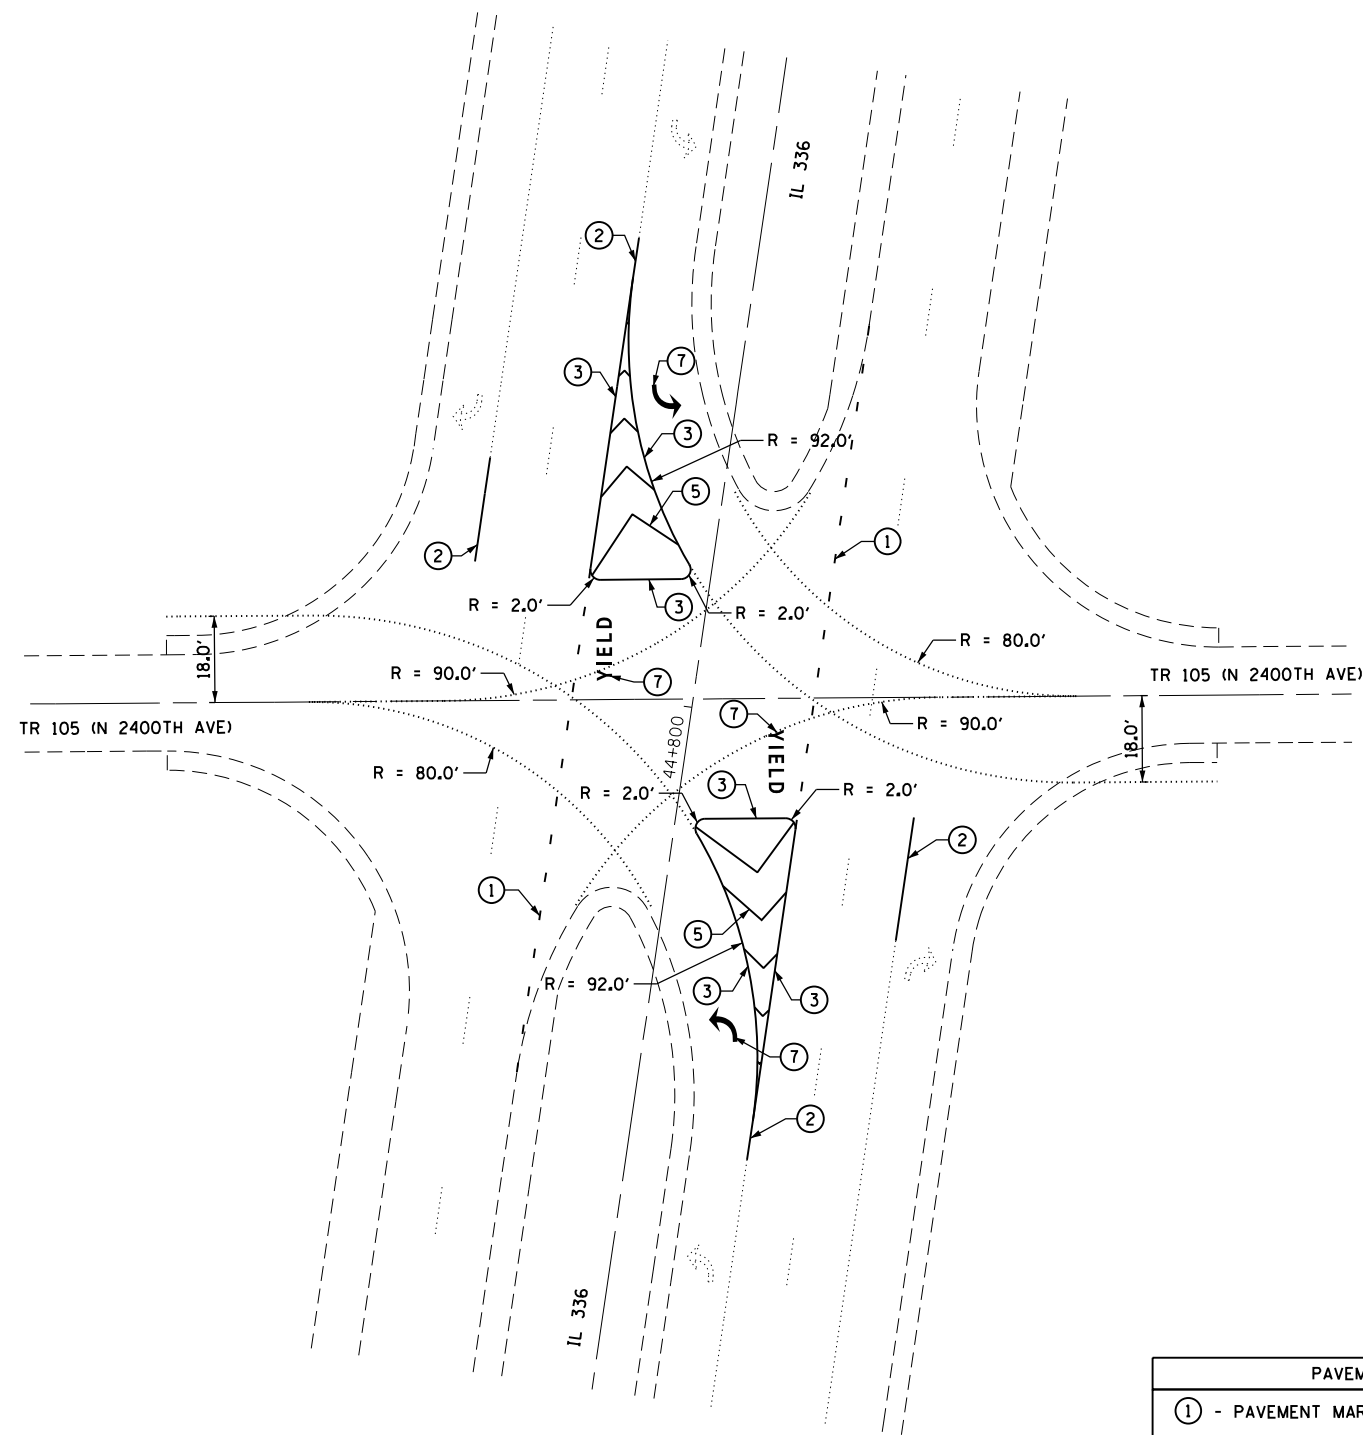 IL 336
2
7
3
3
R = 92.0'
5
1
2
R = 2.0'
3
R = 2.0'
YIELD
18.0'
R = 80.0'
R = 90.0'
7
TR 105 (N 2400TH AVE)
TR 105 (N 2400TH AVE)
7
R = 90.0'
18.0'
44+800
YIELD
R = 80.0'
3
R = 2.0'
R = 2.0'
2
1
5
R = 92.0'
3
3
7
2
IL 336
PAVEM
1 - PAVEMENT MAR